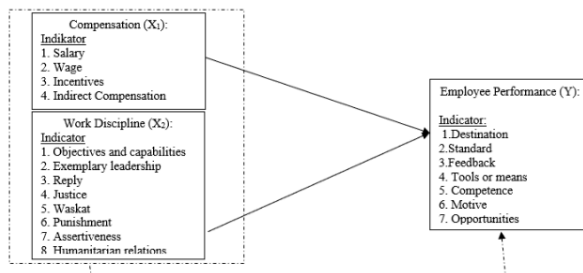 Compensation (X₁):
Indikator
1. Salary
2. Wage
3. Incentives
4. Indirect Compensation
Work Discipline (X₂):
Indicator
1. Objectives and capabilities
2. Exemplary leadership
3. Reply
4. Justice
5. Waskat
6. Punishment
7. Assertiveness
8 Humanitarian relations
Employee Performance (Y):
Indicator:
1.Destination
2.Standard
3.Feedback
4. Tools or means
5. Competence
6. Motive
7. Opportunities